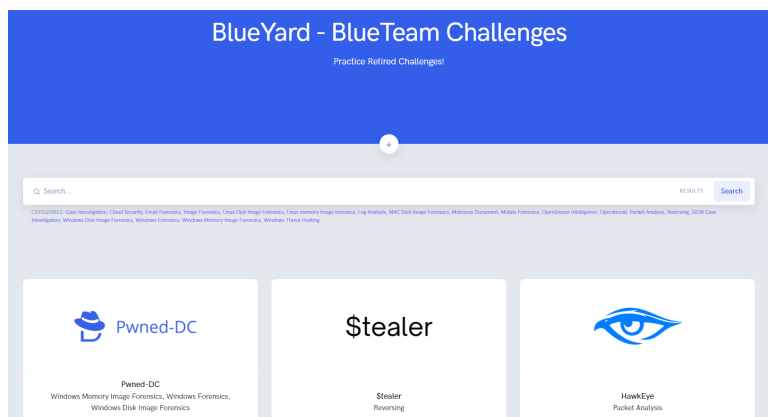 BlueYard - BlueTeam Challenges
Practice Retired Challenges!
Search...
RESULTS
Search
CATEGORIES: Case Investigation, Cloud Security, Email Forensics, Image Forensics, Linux Disk Image Forensics, Linux memory image forensics, Log Analysis, MAC Disk Image Forensics, Malicious Document, Mobile Forensics, OpenSource Intelligence, Operational, Packet Analysis, Reversing, SIEM Case
Investigation, Windows Disk Image Forensics, Windows Forensics, Windows Memory Image Forensics, Windows Threat Hunting
Pwned-DC
$tealer
Pwned-DC
Windows Memory Image Forensics, Windows Forensics,
Windows Disk Image Forensics
$tealer
Reversing
HawkEye
Packet Analysis